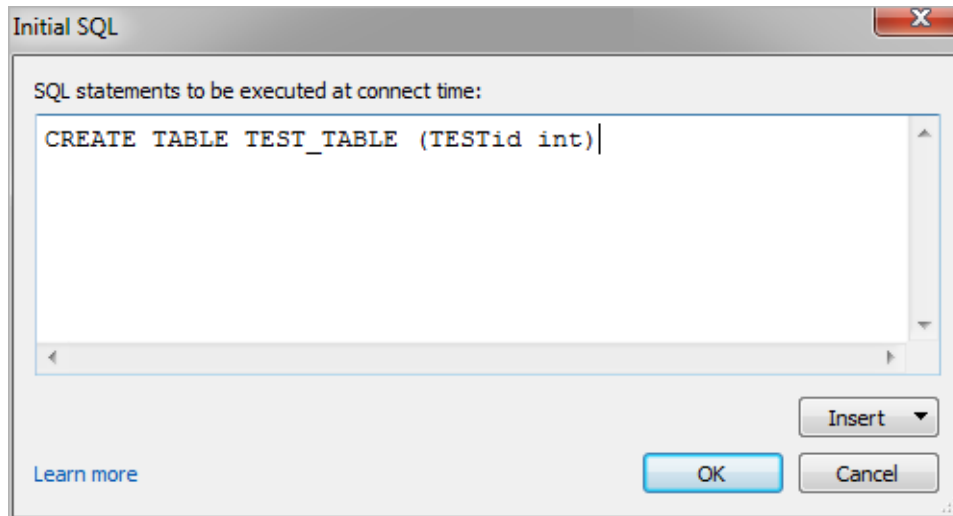 Initial SQL
SQL statements to be executed at connect time:
CREATE TABLE TEST_TABLE (TESTid int)
Insert
Learn more
OK
Cancel